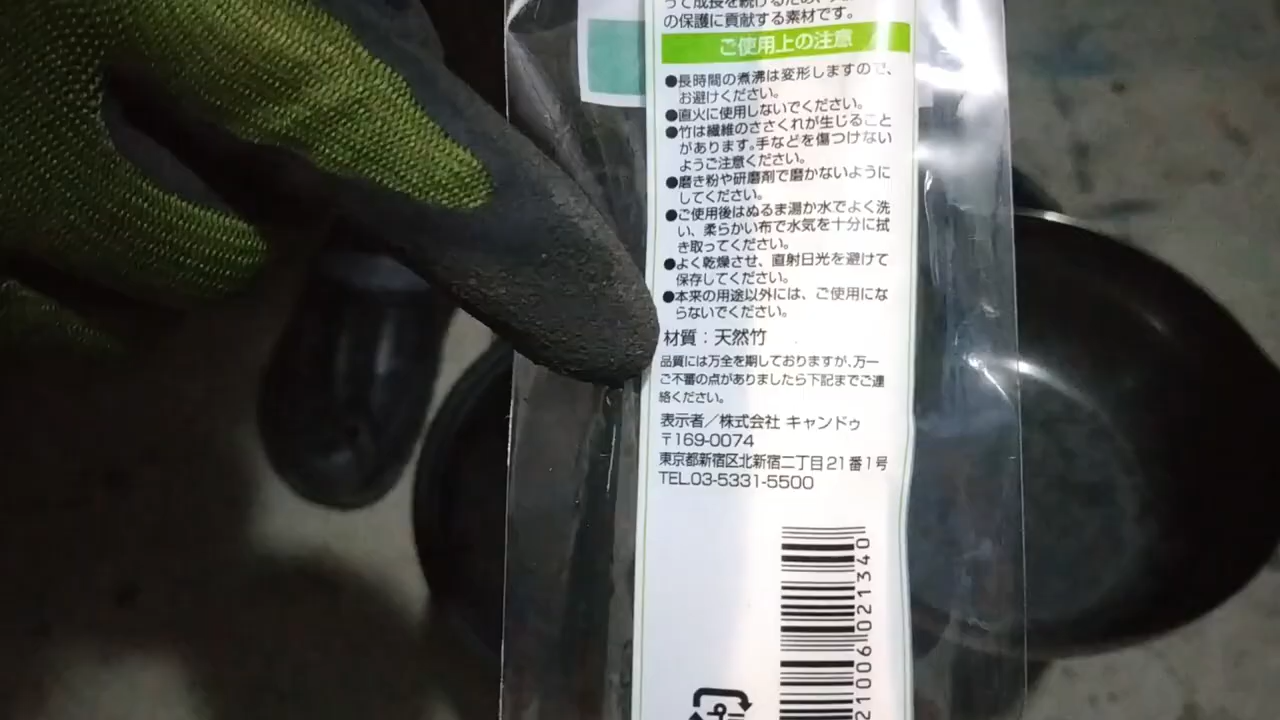 って成長を続けるため、
の保護に貢献する素材です。
ご使用上の注意
●長時間の煮沸は変形しますので、
お避けください。
●直火に使用しないでください。
●竹は繊維のささくれが生じること
があります。手などを傷つけない
ようご注意ください。
●磨き粉や研磨剤で磨かないように
してください。
●ご使用後はぬるま湯か水でよく洗
い、柔らかい布で水気を十分に拭
き取ってください。
●よく乾燥させ、直射日光を避けて
保存してください。
●本来の用途以外には、ご使用にな
らないでください。
材質：天然竹
品質には万全を期しておりますが、万一
ご不審の点がありましたら下記までご連
絡ください。
表示者／株式会社 キャンドゥ
〒169-0074
東京都新宿区北新宿二丁目21番1号
TEL.03-5331-5500
21006 021340